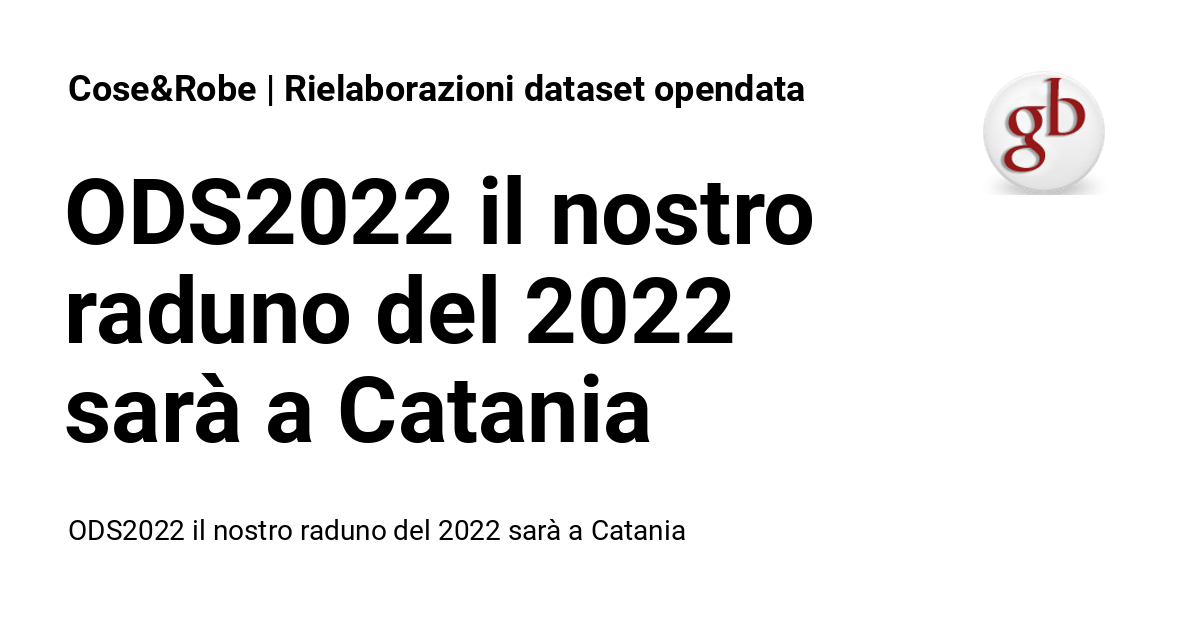 Cose&Robe | Rielaborazioni dataset opendata
gb
ODS2022 il nostro
raduno del 2022
sarà a Catania
ODS2022 il nostro raduno del 2022 sarà a Catania